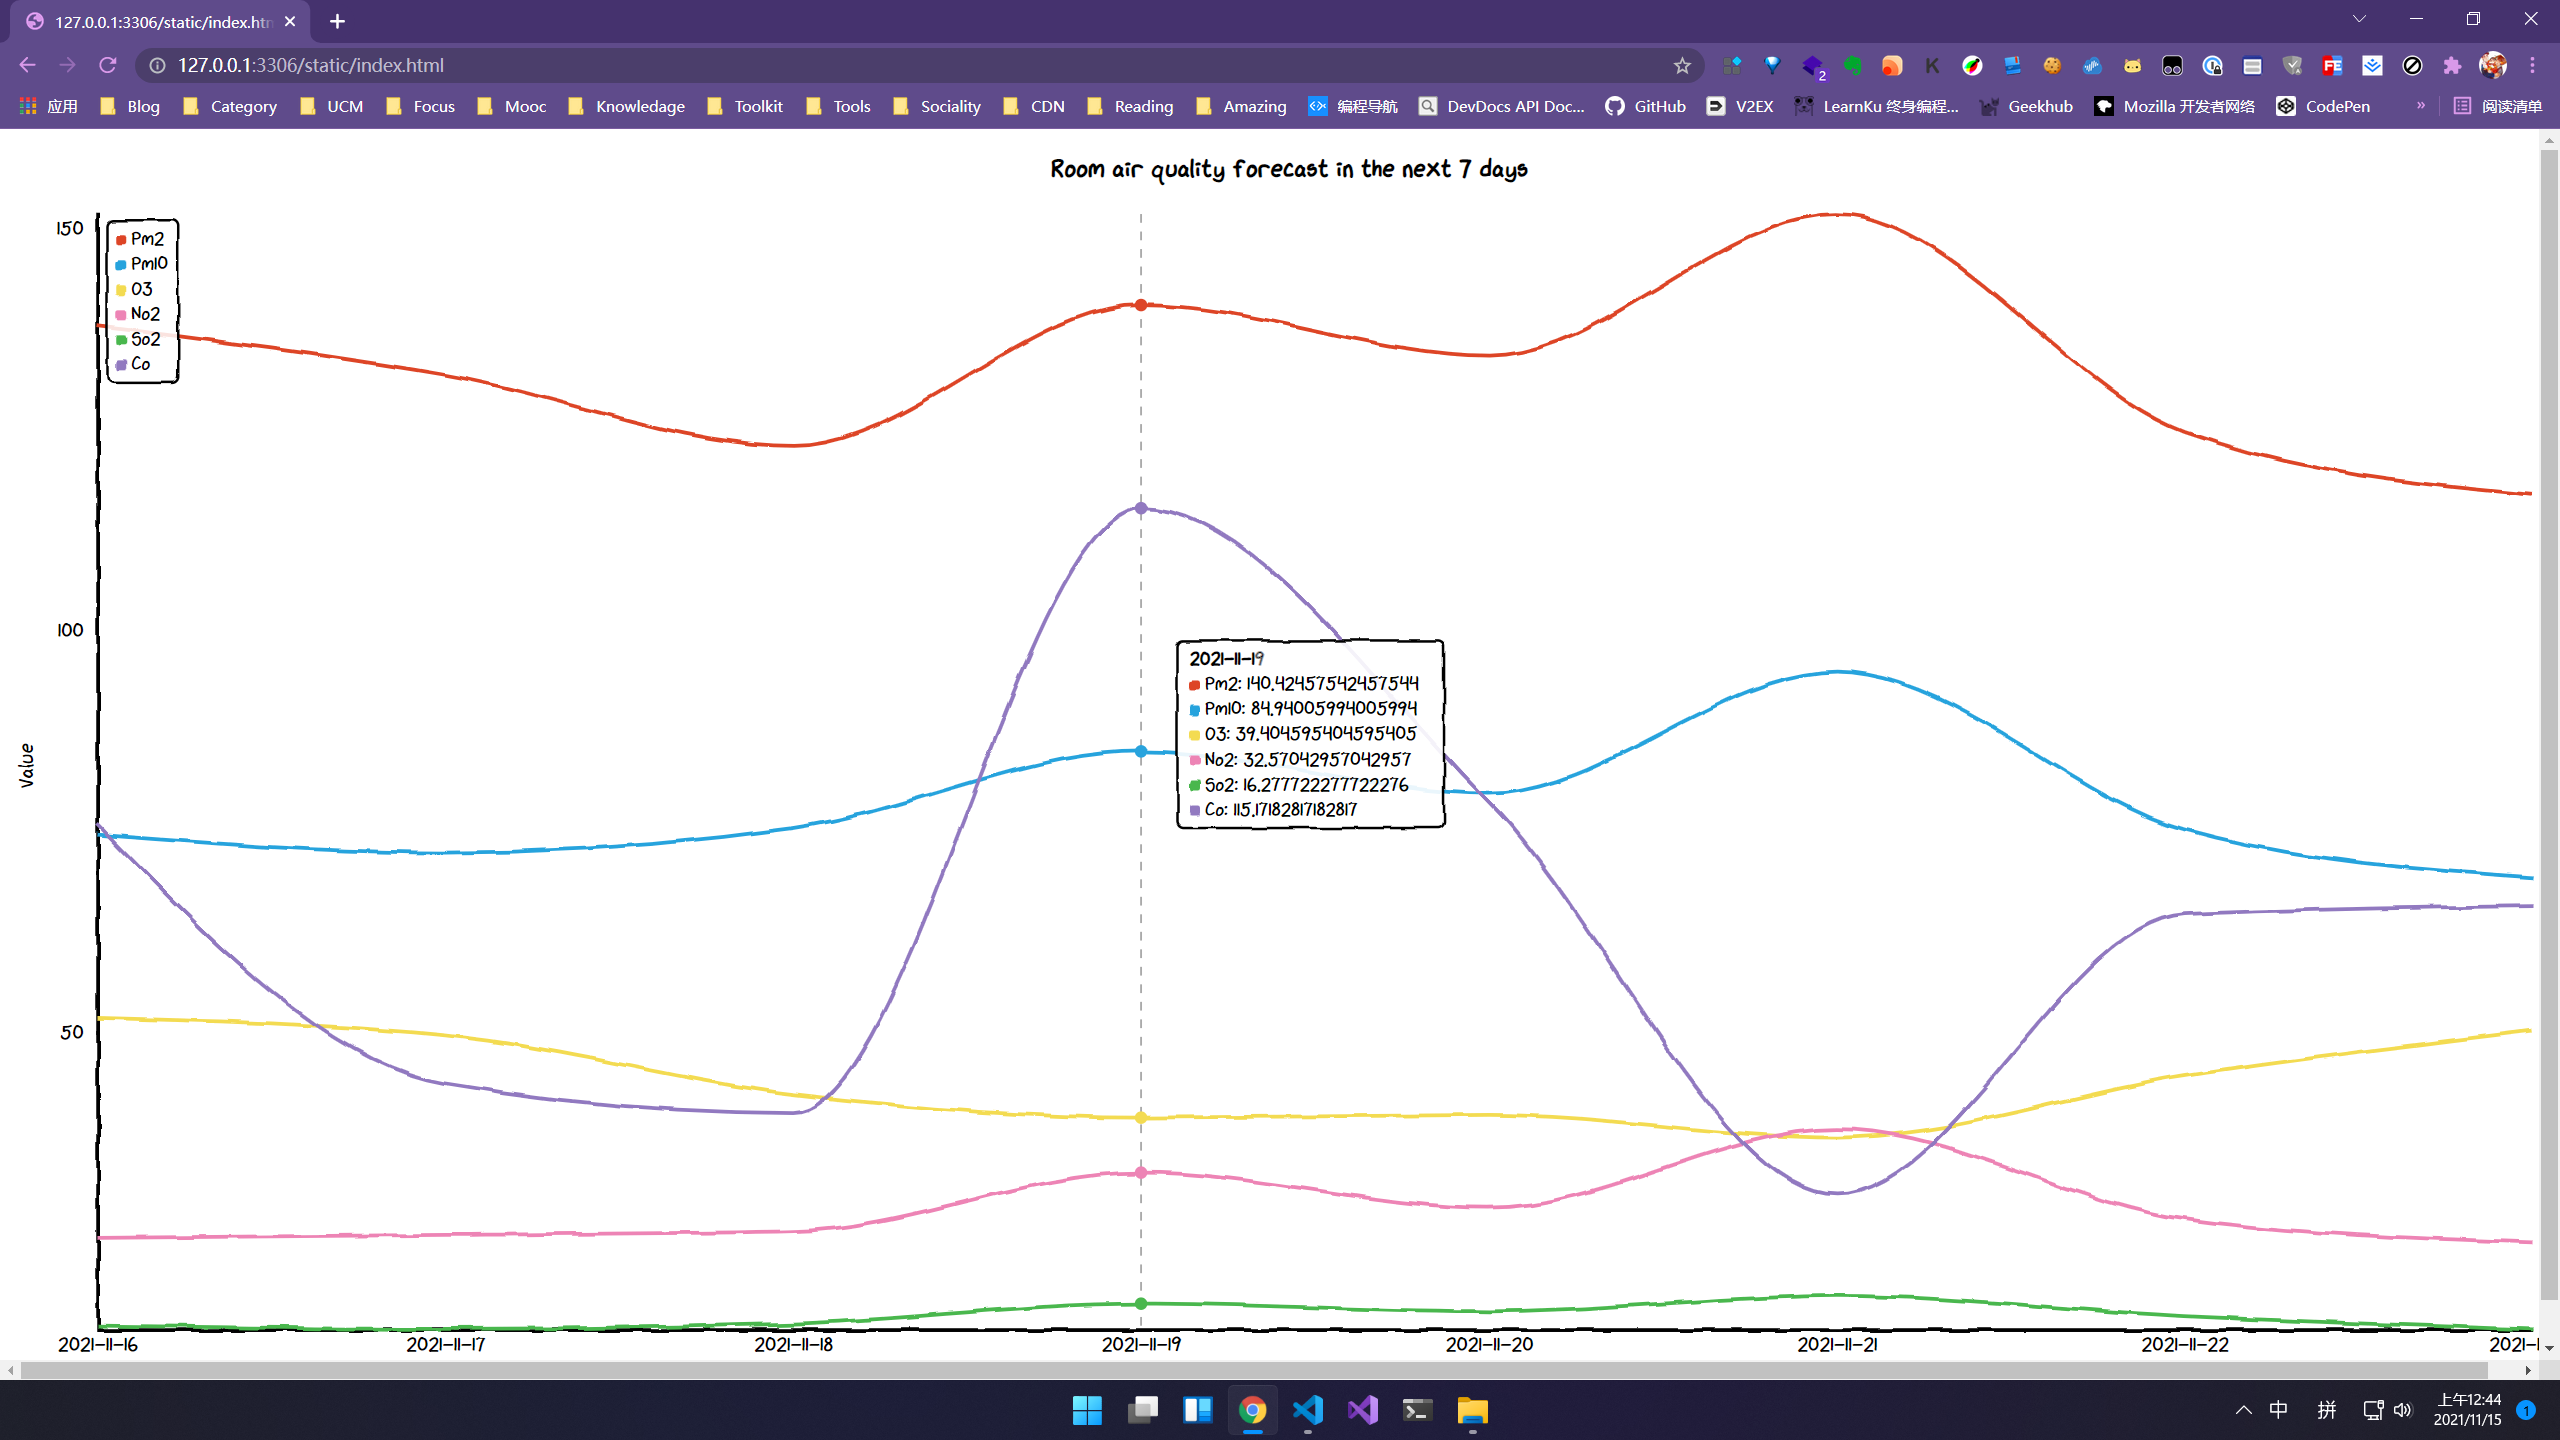 127.0.0.1:3306/static/index.htm
127.0.0.1:3306/static/index.html
2
应用 Blog Category UCM Focus Mooc Knowledage Toolkit Tools Sociality CDN Reading Amazing 编程导航 DevDocs API Doc... GitHub V2EX LearnKu 终身编程... Geekhub Mozilla 开发者网络 CodePen » 阅读清单
Room air quality forecast in the next 7 days
150
100
50
Value
Pm2
Pm10
O3
No2
So2
Co
2021-11-19
Pm2: 140.42457542457544
Pm10: 84.94005994005994
O3: 39.404595404595405
No2: 32.57042957042957
So2: 16.277722277722276
Co: 115.17182817182817
2021-11-16 2021-11-17 2021-11-18 2021-11-19 2021-11-20 2021-11-21 2021-11-22 2021-1
中 拼 上午12:44
2021/11/15
1